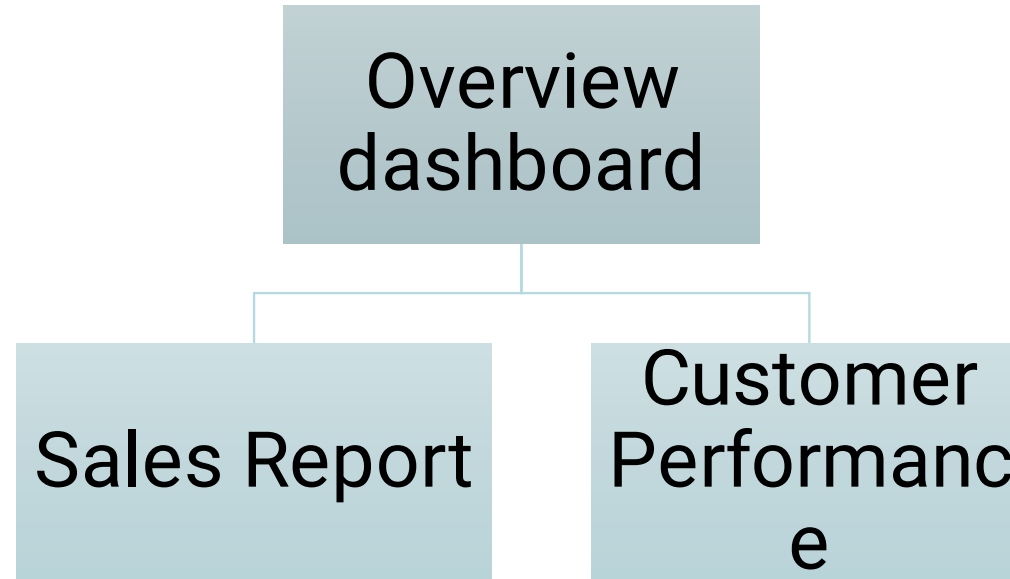 Overview
dashboard
Sales Report
Customer
Performanc
e